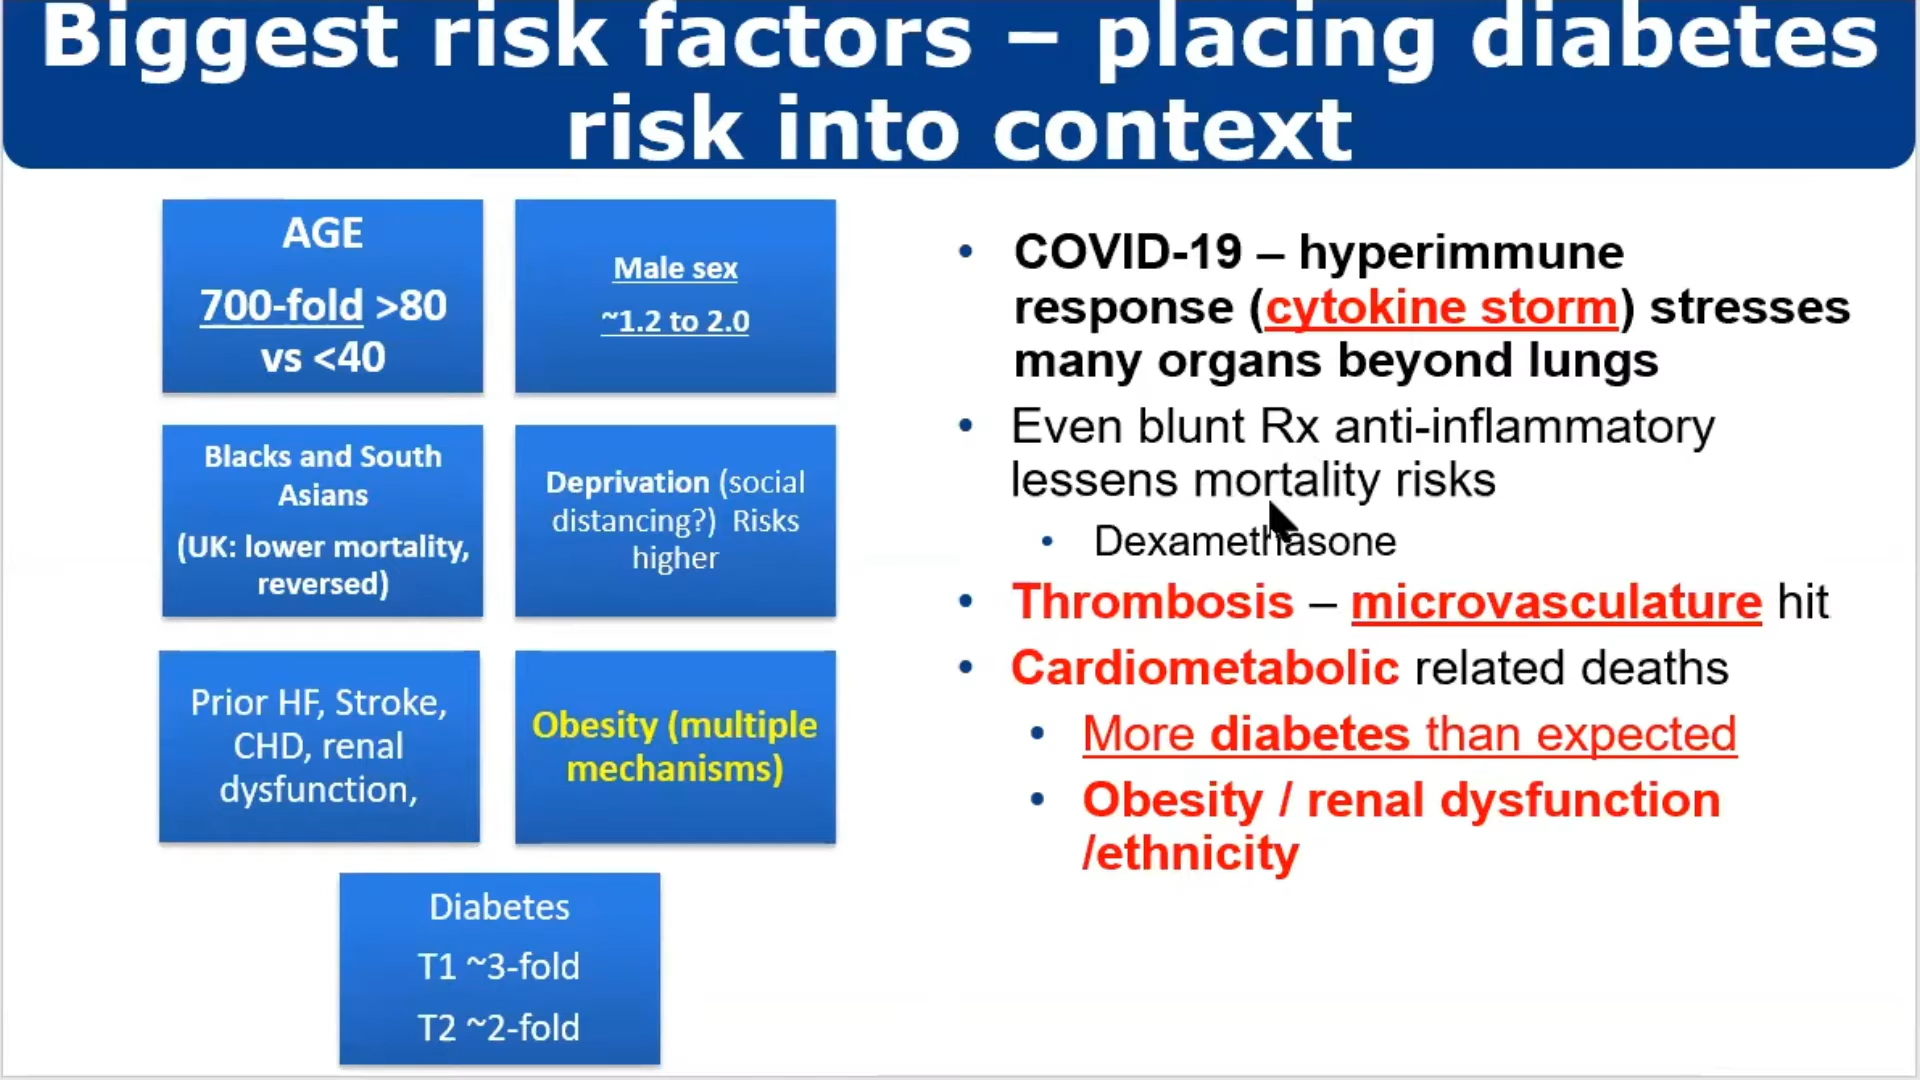 Biggest risk factors – placing diabetes
risk into context
AGE
700-fold >80
vs <40
Male sex
~1.2 to 2.0
Blacks and South
Asians
(UK: lower mortality,
reversed)
Deprivation (social
distancing?) Risks
higher
Prior HF, Stroke,
CHD, renal
dysfunction,
Obesity (multiple
mechanisms)
Diabetes
T1 ~3-fold
T2 ~2-fold
• COVID-19 – hyperimmune
response (cytokine storm) stresses
many organs beyond lungs
• Even blunt Rx anti-inflammatory
lessens mortality risks
• Dexamethasone
• Thrombosis – microvasculature hit
• Cardiometabolic related deaths
• More diabetes than expected
• Obesity / renal dysfunction
/ethnicity